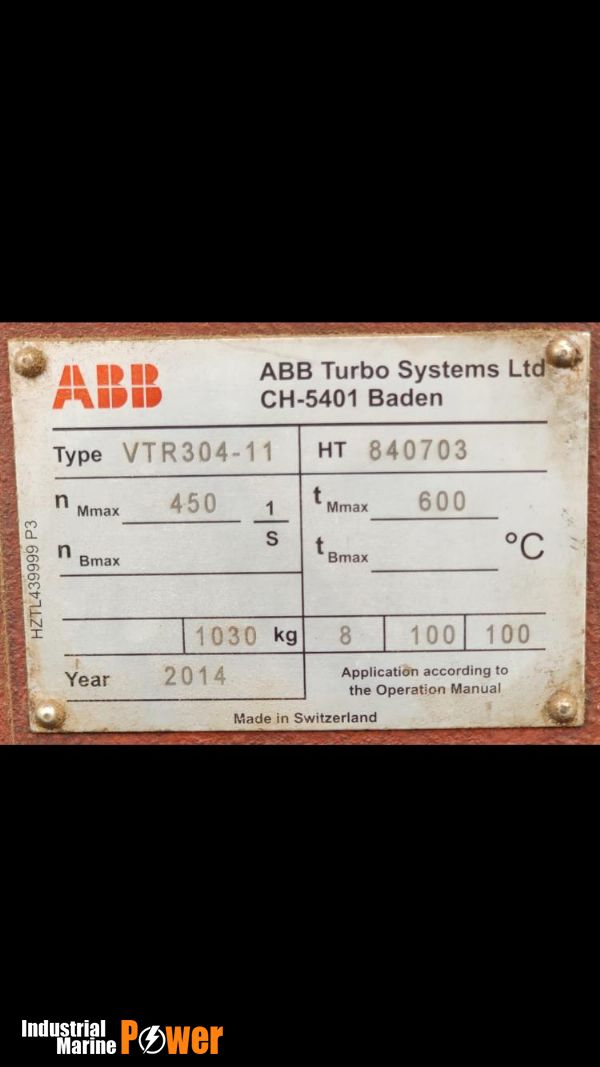 ABB
ABB Turbo Systems Ltd
CH-5401 Baden
Type VTR304-11
HT 840703
n Mmax 450 1/S
t Mmax 600
n Bmax
t Bmax
°C
1030 kg 8 100 100
Year 2014
Application according to
the Operation Manual
Made in Switzerland
HZTL439999 P3
Industrial
Marine Power